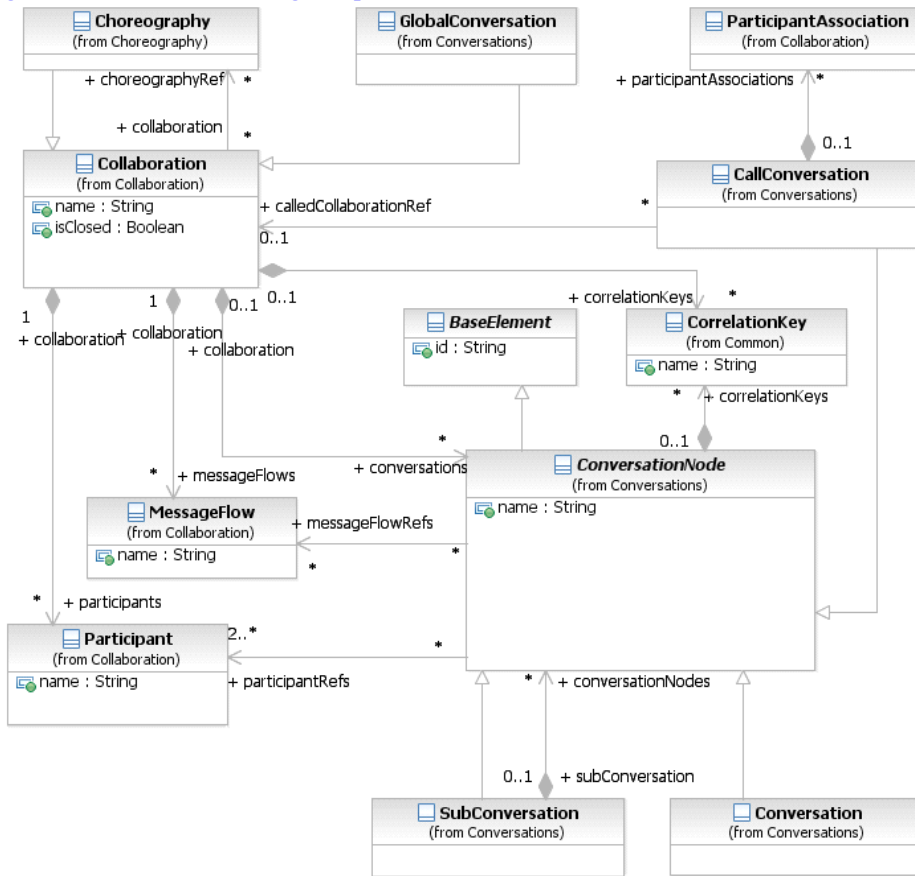 Choreography
(from Choreography)
GlobalConversation
(from Conversations)
ParticipantAssociation
(from Collaboration)
+ choreographyRef *
+ participantAssociations *
+ collaboration *
0..1
Collaboration
(from Collaboration)
name : String
isClosed : Boolean
CallConversation
(from Conversations)
+ calledCollaborationRef *
0..1
0..1
+ correlationKeys *
1
+ collaboration
1
+ collaboration
0..1
+ collaboration
BaseElement
id : String
CorrelationKey
(from Common)
name : String
* + correlationKeys
0..1
*
+ conversations
ConversationNode
(from Conversations)
name : String
* + messageFlows
MessageFlow
(from Collaboration)
name : String
+ messageFlowRefs
* *
* + participants
Participant
(from Collaboration)
name : String
2..* *
+ participantRefs
* + conversationNodes
0..1 + subConversation
SubConversation
(from Conversations)
Conversation
(from Conversations)